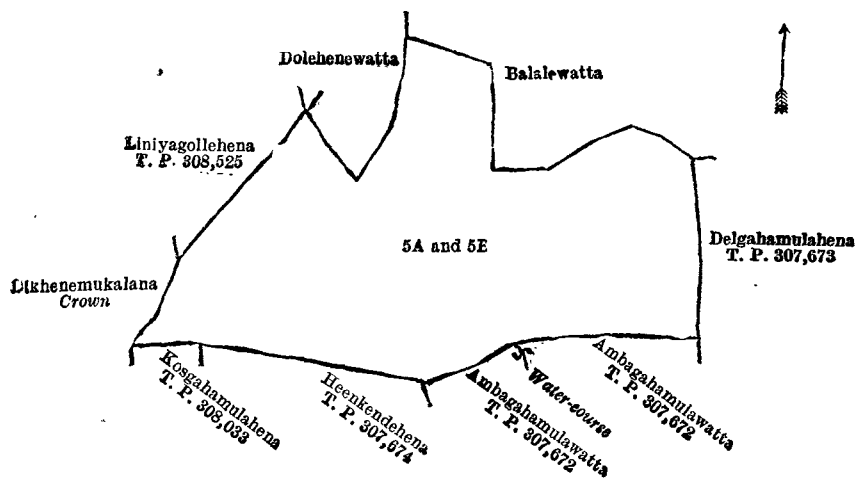 Dolehenewatta
Balalewatta
Liniyagollehena
T. P. 308,525
5A and 5E
Delgahamulahena
T. P. 307,673
Dikhenemukalana
Crown
Kosgahamulahena
T. P. 308,033
Heenkendehena
T. P. 307,674
Ambagahamulawatta
T. P. 307,672
Water-course
Ambagahamulawatta
T. P. 307,672